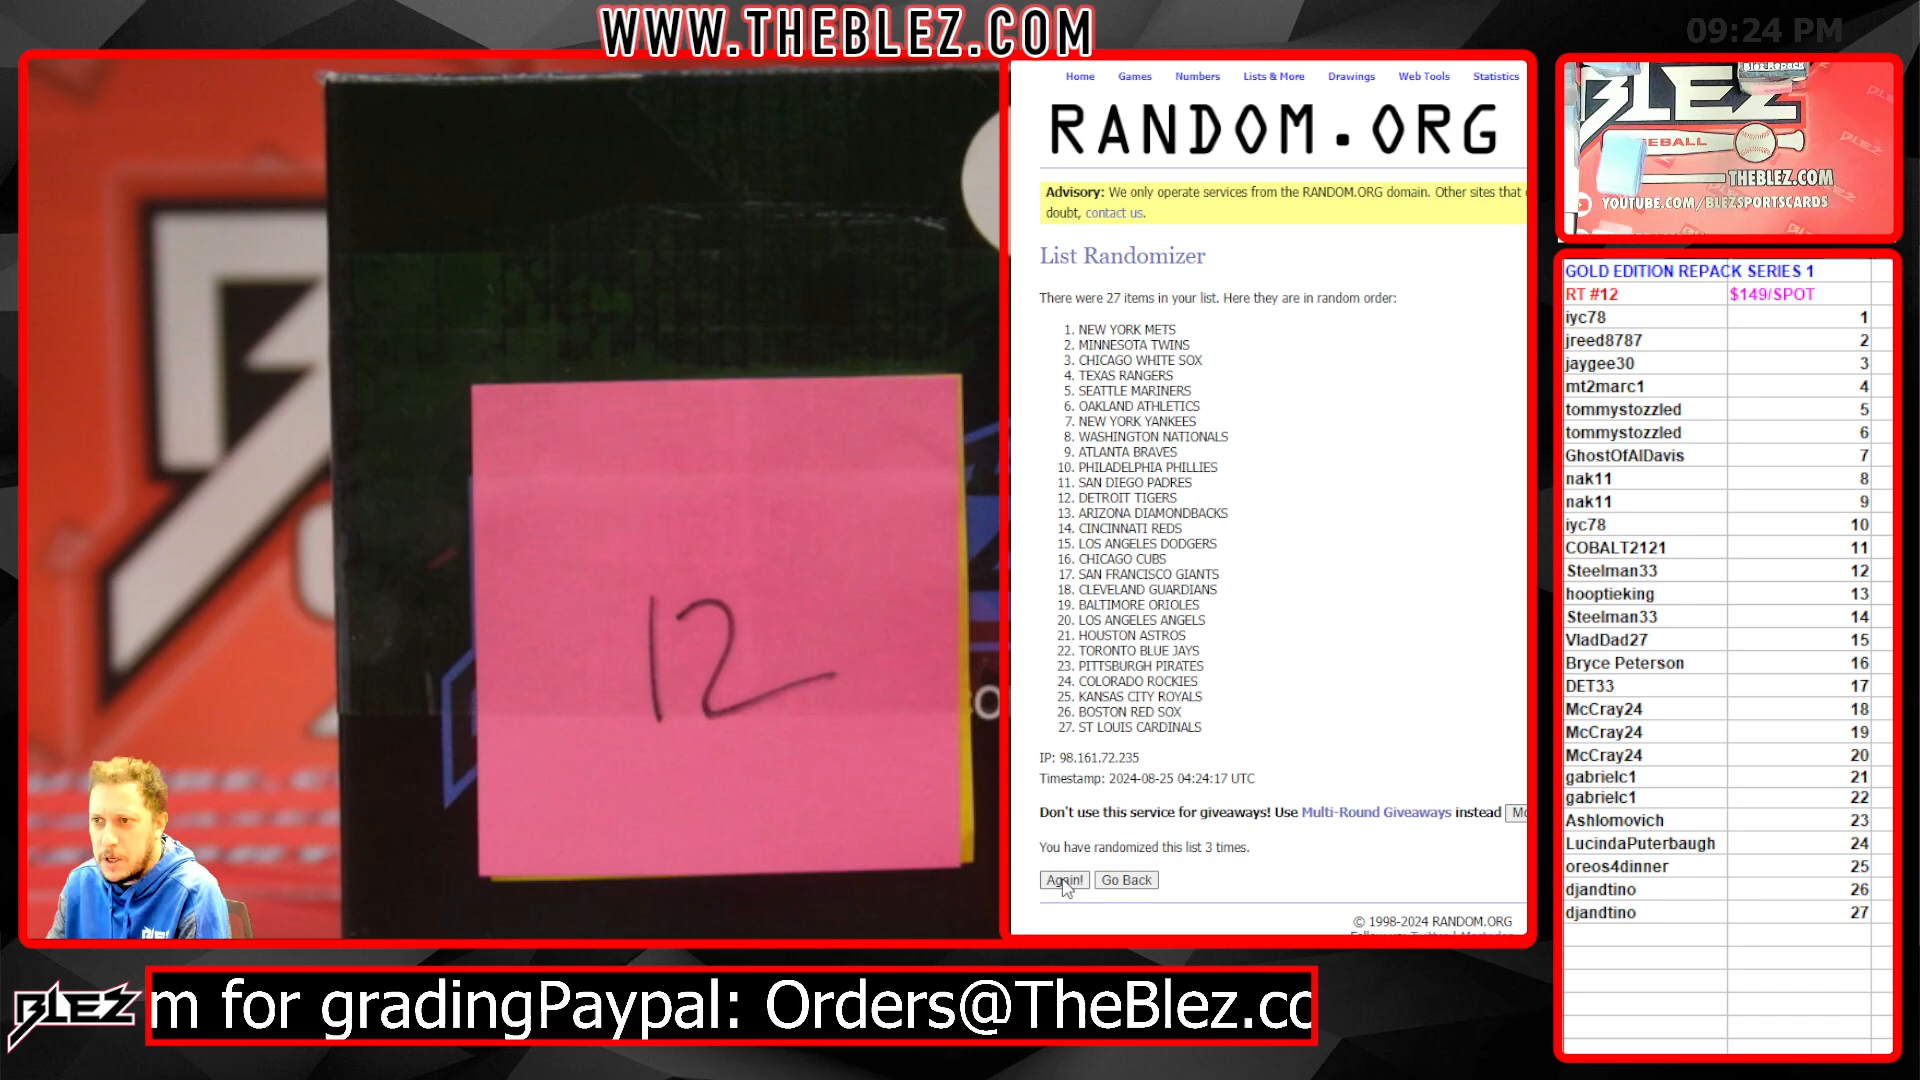 WWW.THEBLEZ.COM
09:24 PM
12
Home Games Numbers Lists & More Drawings Web Tools Statistics
RANDOM.ORG
Advisory: We only operate services from the RANDOM.ORG domain. Other sites that
doubt, contact us.
List Randomizer
There were 27 items in your list. Here they are in random order:
1. NEW YORK METS
2. MINNESOTA TWINS
3. CHICAGO WHITE SOX
4. TEXAS RANGERS
5. SEATTLE MARINERS
6. OAKLAND ATHLETICS
7. NEW YORK YANKEES
8. WASHINGTON NATIONALS
9. ATLANTA BRAVES
10. PHILADELPHIA PHILLIES
11. SAN DIEGO PADRES
12. DETROIT TIGERS
13. ARIZONA DIAMONDBACKS
14. CINCINNATI REDS
15. LOS ANGELES DODGERS
16. CHICAGO CUBS
17. SAN FRANCISCO GIANTS
18. CLEVELAND GUARDIANS
19. BALTIMORE ORIOLES
20. LOS ANGELES ANGELS
21. HOUSTON ASTROS
22. TORONTO BLUE JAYS
23. PITTSBURGH PIRATES
24. COLORADO ROCKIES
25. KANSAS CITY ROYALS
26. BOSTON RED SOX
27. ST LOUIS CARDINALS
IP: 98.161.72.235
Timestamp: 2024-08-25 04:24:17 UTC
Don't use this service for giveaways! Use Multi-Round Giveaways instead
You have randomized this list 3 times.
Again! Go Back
© 1998-2024 RANDOM.ORG
BLEZ
THEBLEZ.COM
YOUTUBE.COM/BLEZSPORTSCARDS
GOLD EDITION REPACK SERIES 1
RT #12 $149/SPOT
iyc78 1
jreed8787 2
jaygee30 3
mt2marc1 4
tommystozzled 5
tommystozzled 6
GhostOfAlDavis 7
nak11 8
nak11 9
iyc78 10
COBALT2121 11
Steelman33 12
hooptieking 13
Steelman33 14
VladDad27 15
Bryce Peterson 16
DET33 17
McCray24 18
McCray24 19
McCray24 20
gabrielc1 21
gabrielc1 22
Ashlomovich 23
LucindaPuterbaugh 24
oreos4dinner 25
djandtino 26
djandtino 27
BLEZ
m for gradingPaypal: Orders@TheBlez.co